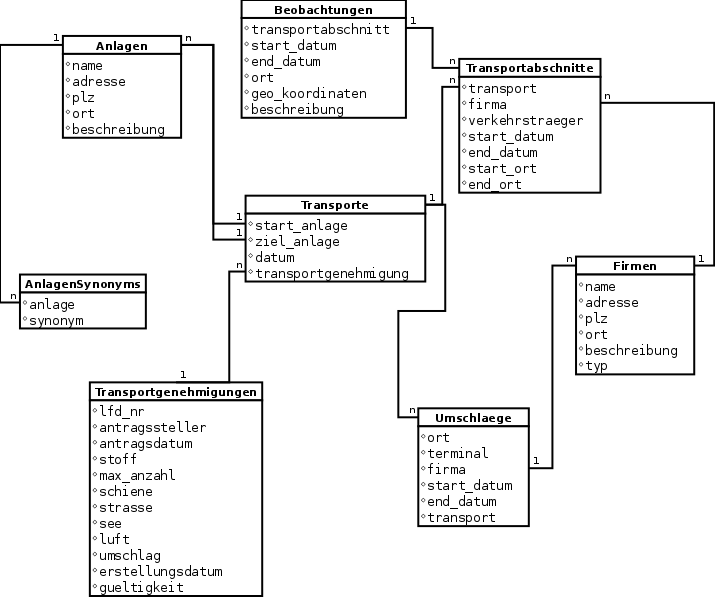 Beobachtungen
transportabschnitt
start_datum
end_datum
ort
geo_koordinaten
beschreibung
1
n
1
n
Anlagen
name
adresse
plz
ort
beschreibung
n
Transportabschnitte
transport
firma
verkehrstraeger
start_datum
end_datum
start_ort
end_ort
n
1
1
n
1
Transporte
start_anlage
ziel_anlage
datum
transportgenehmigung
n
AnlagenSynonyms
anlage
synonym
n
1
Firmen
name
adresse
plz
ort
beschreibung
typ
1
Transportgenehmigungen
lfd_nr
antragssteller
antragsdatum
stoff
max_anzahl
schiene
strasse
see
luft
umschlag
erstellungsdatum
gueltigkeit
n
1
Umschlaege
ort
terminal
firma
start_datum
end_datum
transport